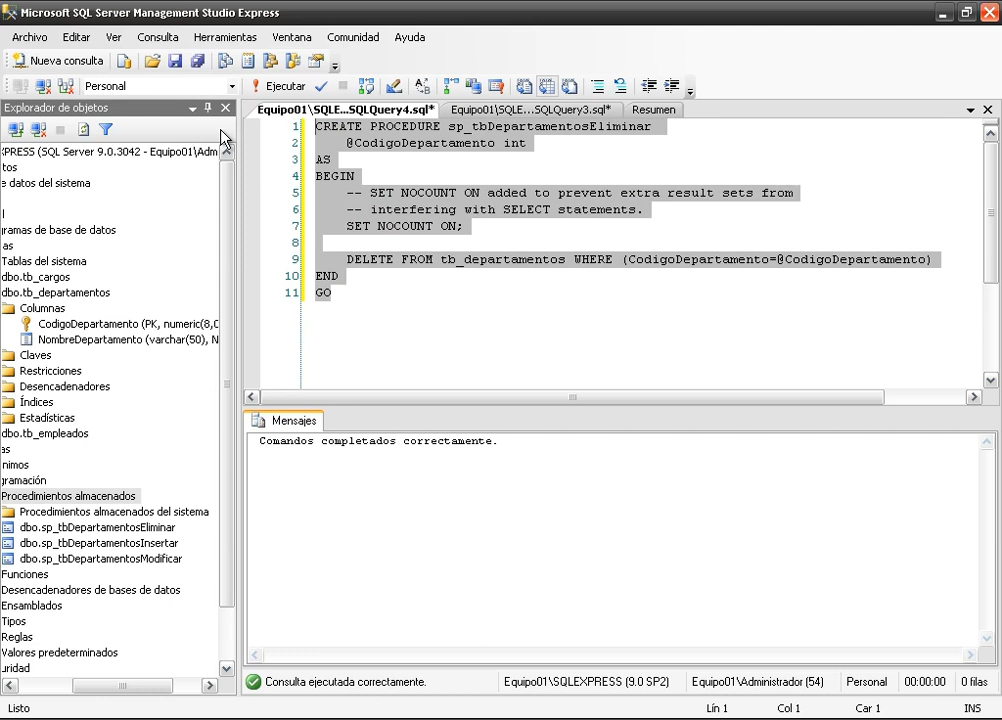 Microsoft SQL Server Management Studio Express
Archivo Editar Ver Consulta Herramientas Ventana Comunidad Ayuda
Nueva consulta
Personal Ejecutar
Explorador de objetos
XPRESS (SQL Server 9.0.3042 - Equipo01\Adm
tos
e datos del sistema
l
gramas de base de datos
as
Tablas del sistema
dbo.tb_cargos
dbo.tb_departamentos
Columnas
CodigoDepartamento (PK, numeric(8,0
NombreDepartamento (varchar(50), N
Claves
Restricciones
Desencadenadores
Índices
Estadísticas
dbo.tb_empleados
as
nimos
gramación
Procedimientos almacenados
Procedimientos almacenados del sistema
dbo.sp_tbDepartamentosEliminar
dbo.sp_tbDepartamentosInsertar
dbo.sp_tbDepartamentosModificar
Funciones
Desencadenadores de bases de datos
Ensamblados
Tipos
Reglas
Valores predeterminados
uridad
Equipo01\SQLE...SQLQuery4.sql* Equipo01\SQLE...SQLQuery3.sql* Resumen
1 CREATE PROCEDURE sp_tbDepartamentosEliminar
2 @CodigoDepartamento int
3 AS
4 BEGIN
5 -- SET NOCOUNT ON added to prevent extra result sets from
6 -- interfering with SELECT statements.
7 SET NOCOUNT ON;
8
9 DELETE FROM tb_departamentos WHERE (CodigoDepartamento=@CodigoDepartamento)
10 END
11 GO
Mensajes
Comandos completados correctamente.
Consulta ejecutada correctamente. Equipo01\SQLEXPRESS (9.0 SP2) Equipo01\Administrador (54) Personal 00:00:00 0 filas
Listo Lín 1 Col 1 Car 1 INS